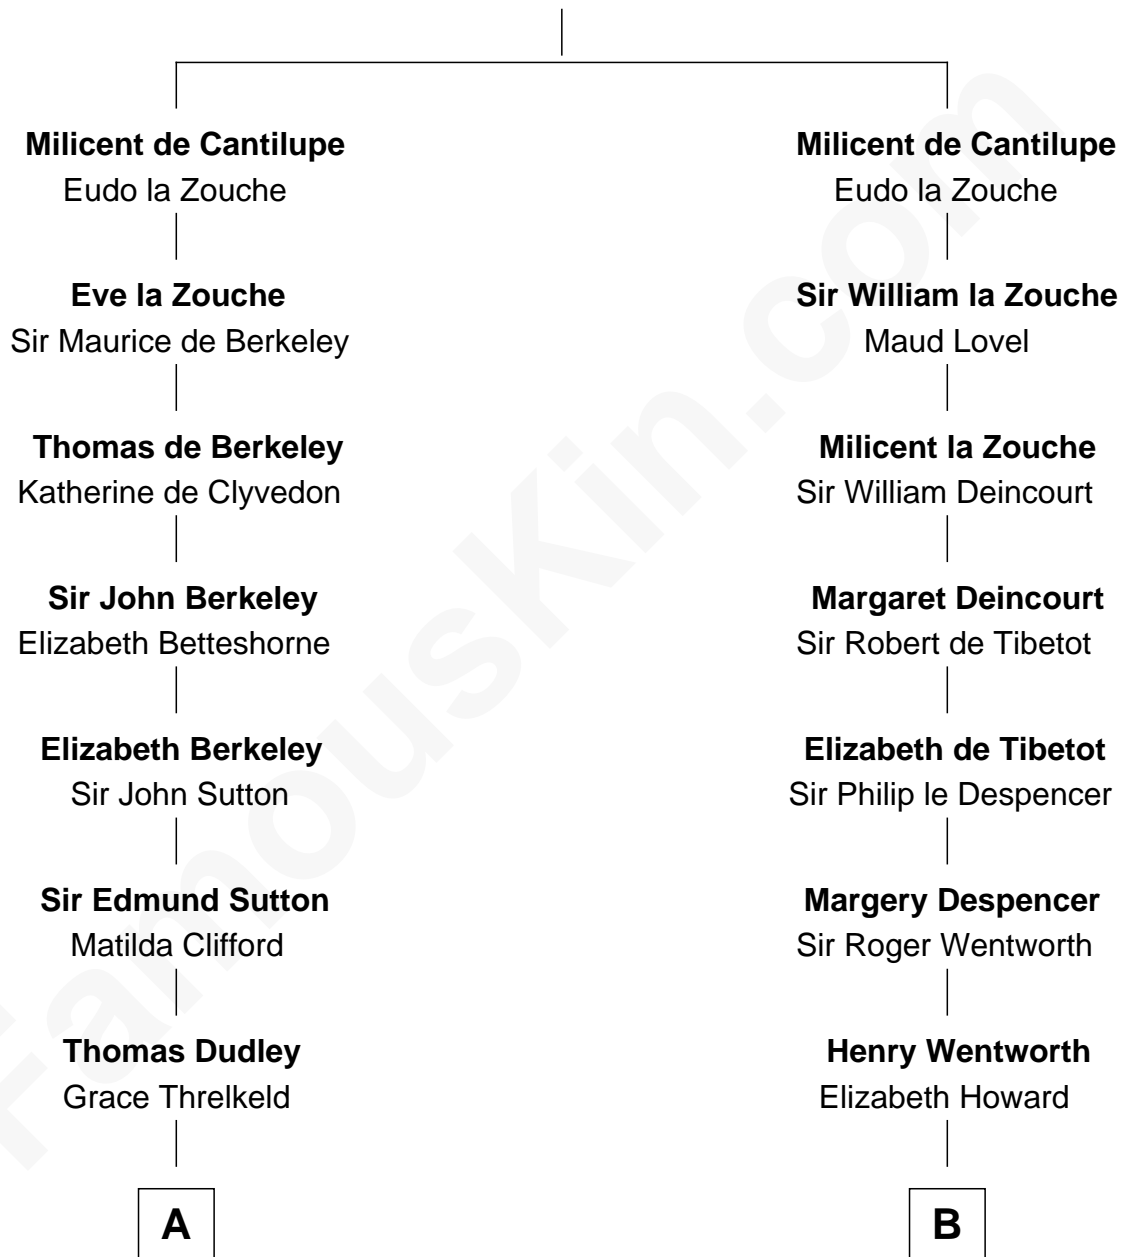 Milicent de Cantilupe
Eudo la Zouche
Eve la Zouche
Sir Maurice de Berkeley
Thomas de Berkeley
Katherine de Clyvedon
Sir John Berkeley
Elizabeth Betteshorne
Elizabeth Berkeley
Sir John Sutton
Sir Edmund Sutton
Matilda Clifford
Thomas Dudley
Grace Threlkeld
A
Milicent de Cantilupe
Eudo la Zouche
Sir William la Zouche
Maud Lovel
Milicent la Zouche
Sir William Deincourt
Margaret Deincourt
Sir Robert de Tibetot
Elizabeth de Tibetot
Sir Philip le Despencer
Margery Despencer
Sir Roger Wentworth
Henry Wentworth
Elizabeth Howard
B
FamousKin.com